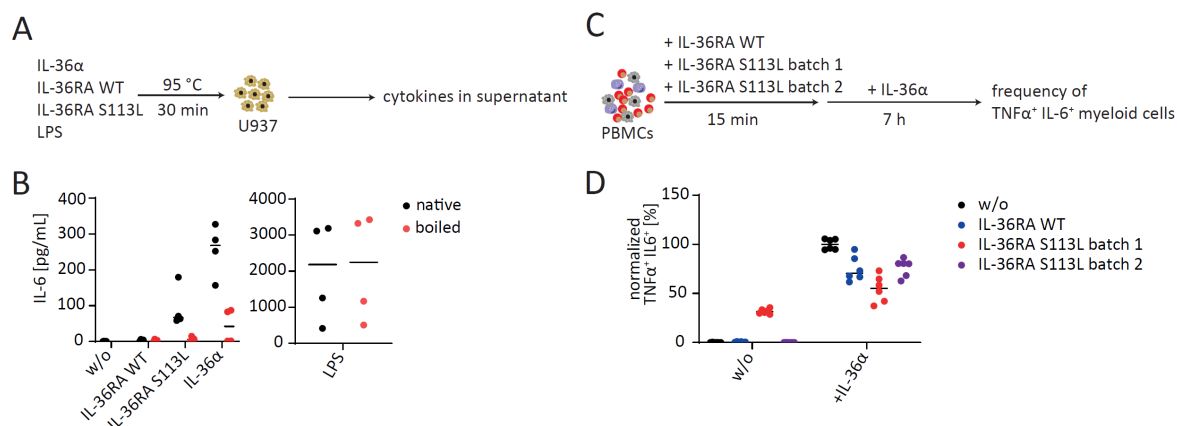 A
IL-36α
IL-36RA WT
IL-36RA S113L
LPS
95 °C
30 min
U937
cytokines in supernatant
C
+ IL-36RA WT
+ IL-36RA S113L batch 1
+ IL-36RA S113L batch 2
PBMCs
15 min
+ IL-36α
7 h
frequency of
TNFα⁺ IL-6⁺ myeloid cells
B
IL-6 [pg/mL]
400
300
200
100
0
w/o
IL-36RA WT
IL-36RA S113L
IL-36α
4000
3000
2000
1000
0
LPS
native
boiled
D
normalized
TNFα⁺ IL6⁺ [%]
150
100
50
0
w/o
+IL-36α
w/o
IL-36RA WT
IL-36RA S113L batch 1
IL-36RA S113L batch 2